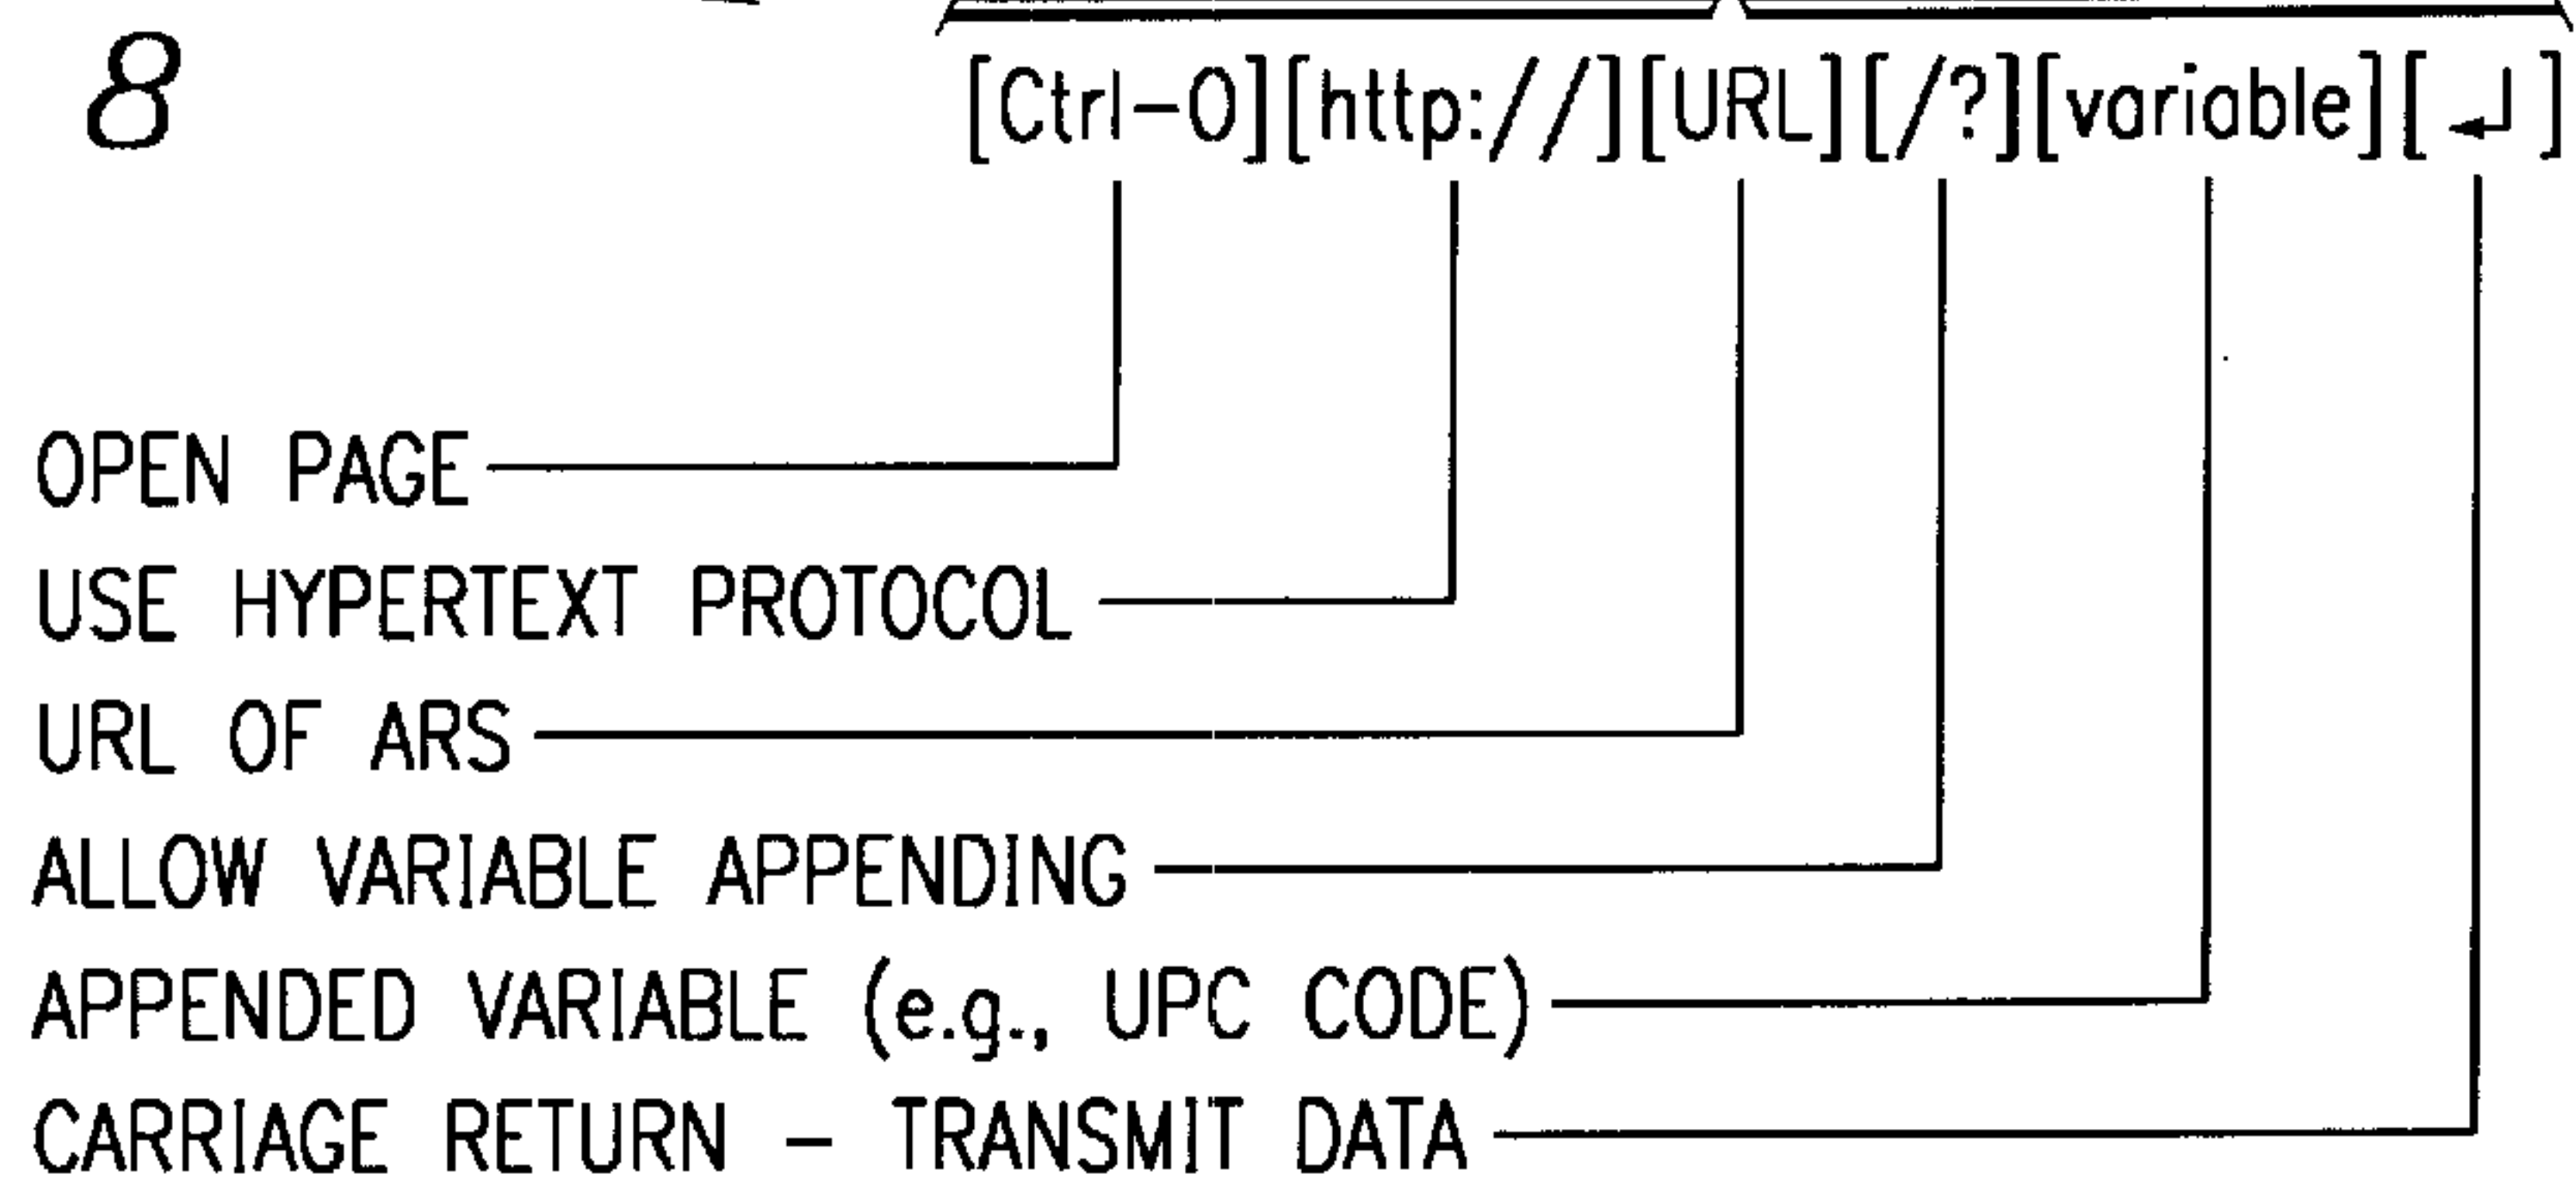 8
[Ctrl-O][http://][URL][/?][variable][↵]
OPEN PAGE
USE HYPERTEXT PROTOCOL
URL OF ARS
ALLOW VARIABLE APPENDING
APPENDED VARIABLE (e.g., UPC CODE)
CARRIAGE RETURN - TRANSMIT DATA